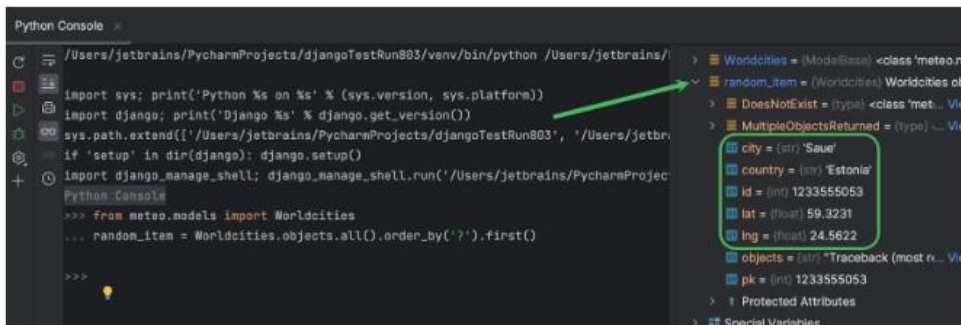 Python Console ×
/Users/jetbrains/PycharmProjects/djangoTestRun803/venv/bin/python /Users/jetbrains/
import sys; print('Python %s on %s' % (sys.version, sys.platform))
import django; print('Django %s' % django.get_version())
sys.path.extend(['/Users/jetbrains/PycharmProjects/djangoTestRun803', '/Users/jetbr
if 'setup' in dir(django): django.setup()
import django_manage_shell; django_manage_shell.run('/Users/jetbrains/PycharmProjec
Python Console
>>> from meteo.models import Worldcities
... random_item = Worldcities.objects.all().order_by('?').first()
>>>
Worldcities = {ModelBase} <class 'meteo.m
random_item = {Worldcities} Worldcities ob
DoesNotExist = {type} <class 'met... Vie
MultipleObjectsReturned = {type} <... Vie
city = {str} 'Saue'
country = {str} 'Estonia'
id = {int} 1233555053
lat = {float} 59.3231
lng = {float} 24.5622
objects = {str} "Traceback (most re... Vie
pk = {int} 1233555053
Protected Attributes
Special Variables